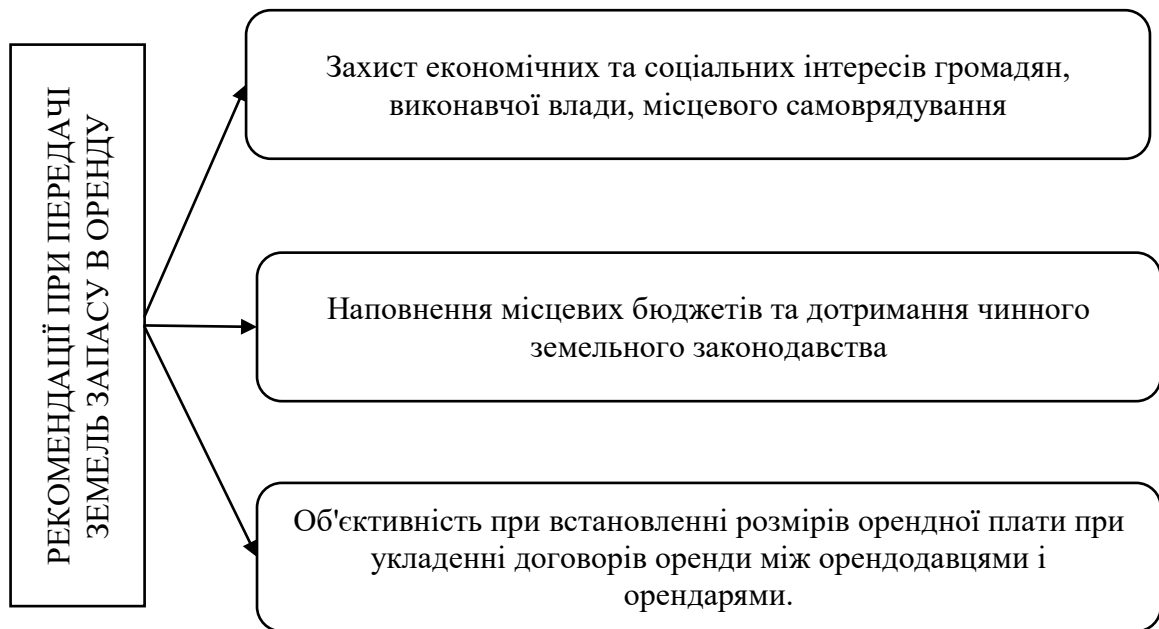 РЕКОМЕНДАЦІЇ ПРИ ПЕРЕДАЧІ
ЗЕМЕЛЬ ЗАПАСУ В ОРЕНДУ
Захист економічних та соціальних інтересів громадян,
виконавчої влади, місцевого самоврядування
Наповнення місцевих бюджетів та дотримання чинного
земельного законодавства
Об'єктивність при встановленні розмірів орендної плати при
укладенні договорів оренди між орендодавцями і
орендарями.